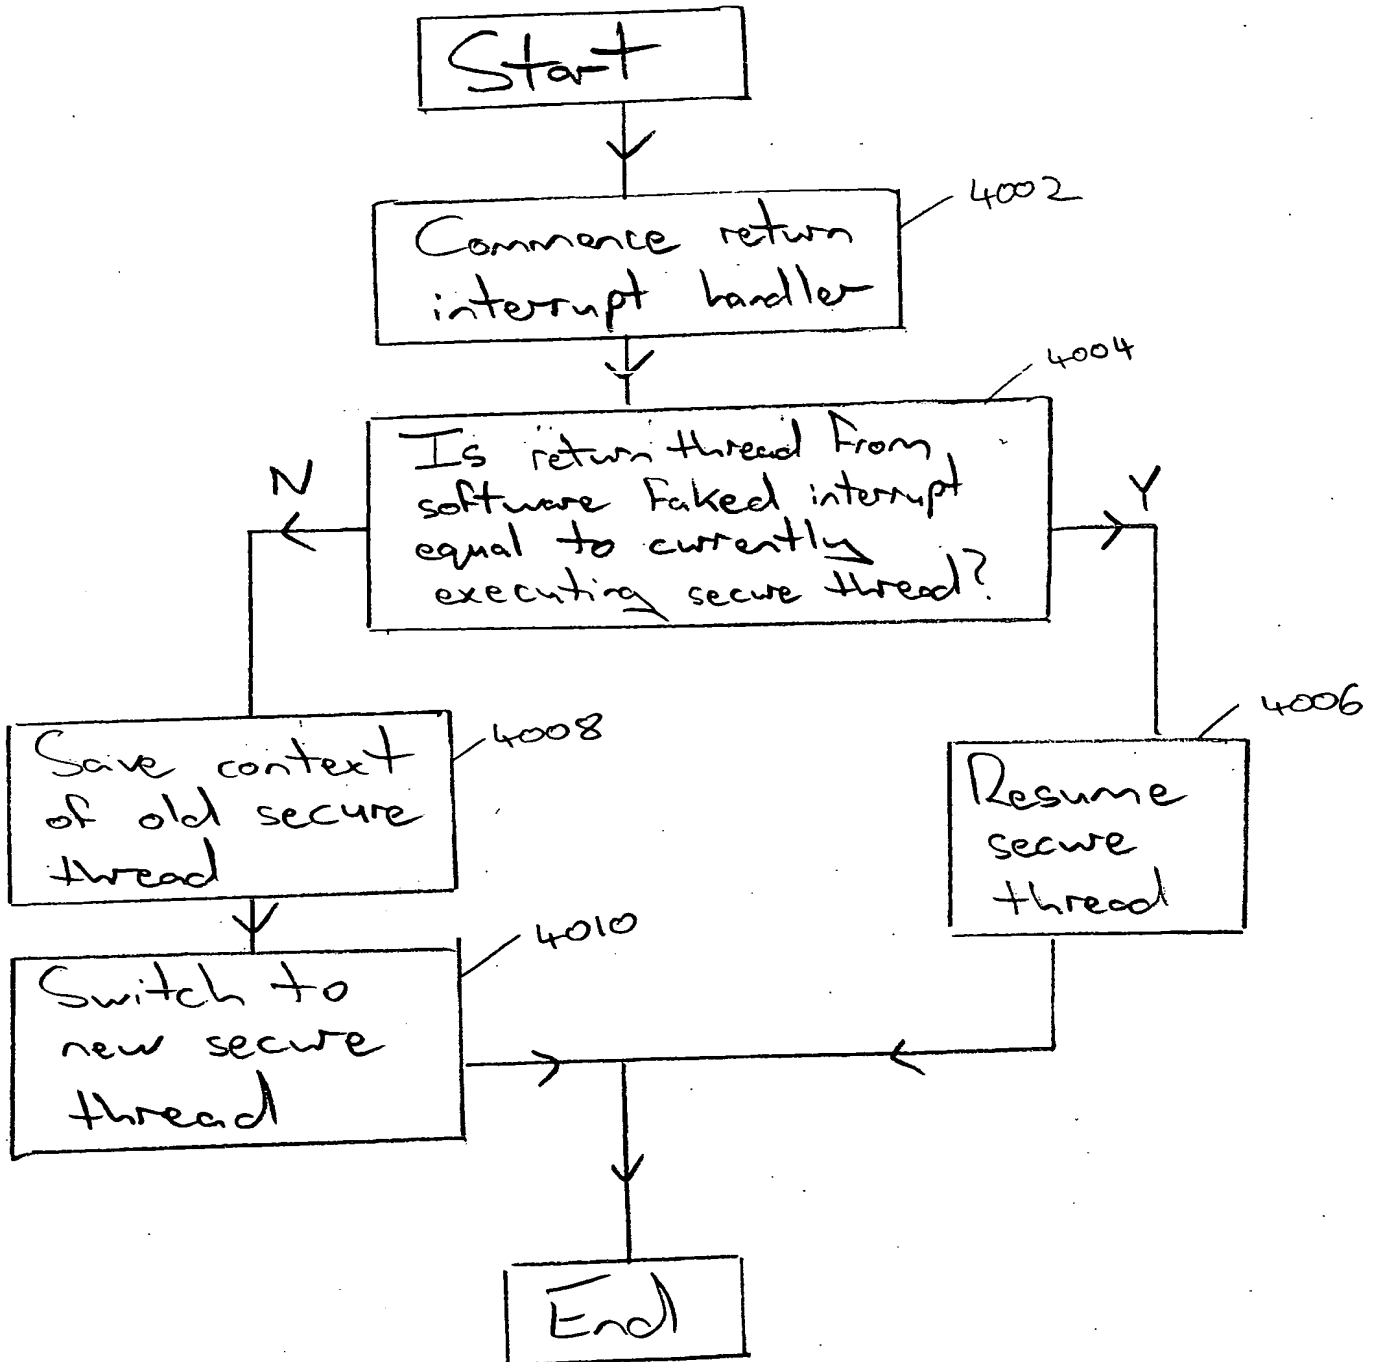 Start
4002
Commence return
interrupt handler
4004
Is return thread from
software faked interrupt
equal to currently
executing secure thread?
N
Y
4008
Save context
of old secure
thread
4006
Resume
secure
thread
4010
Switch to
new secure
thread
End